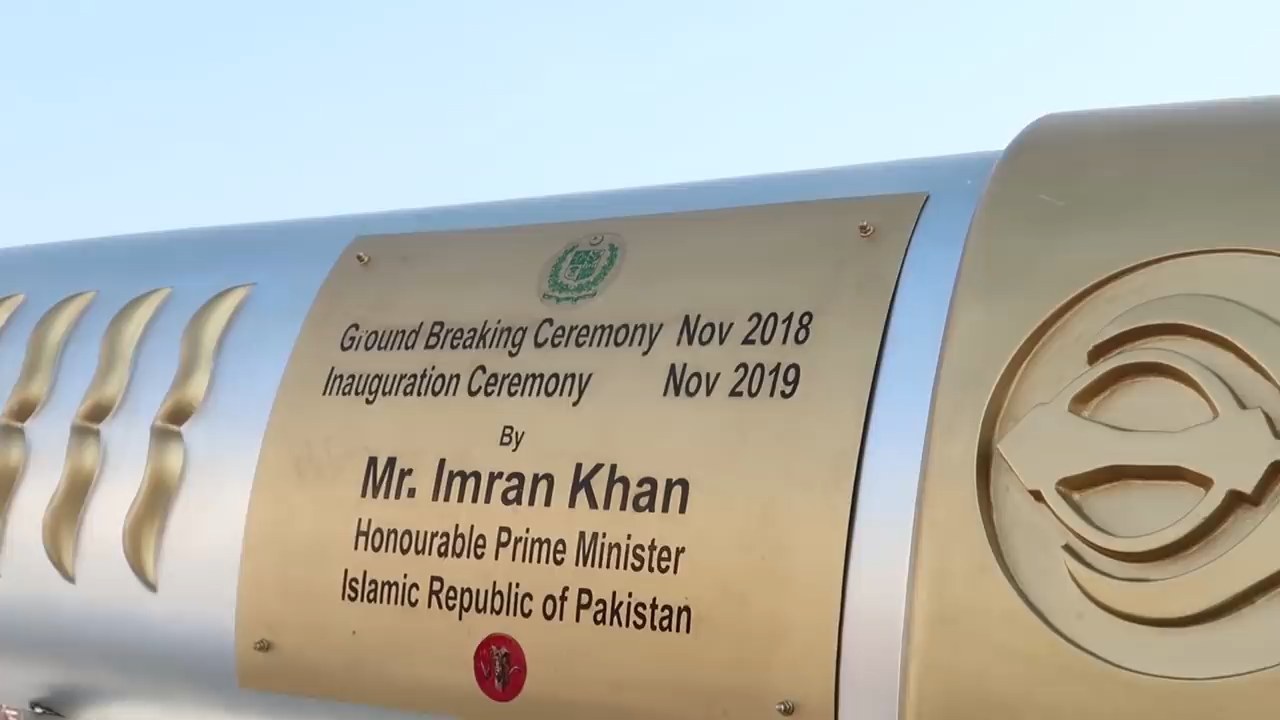 Ground Breaking Ceremony Nov 2018
Inauguration Ceremony Nov 2019
By
Mr. Imran Khan
Honourable Prime Minister
Islamic Republic of Pakistan